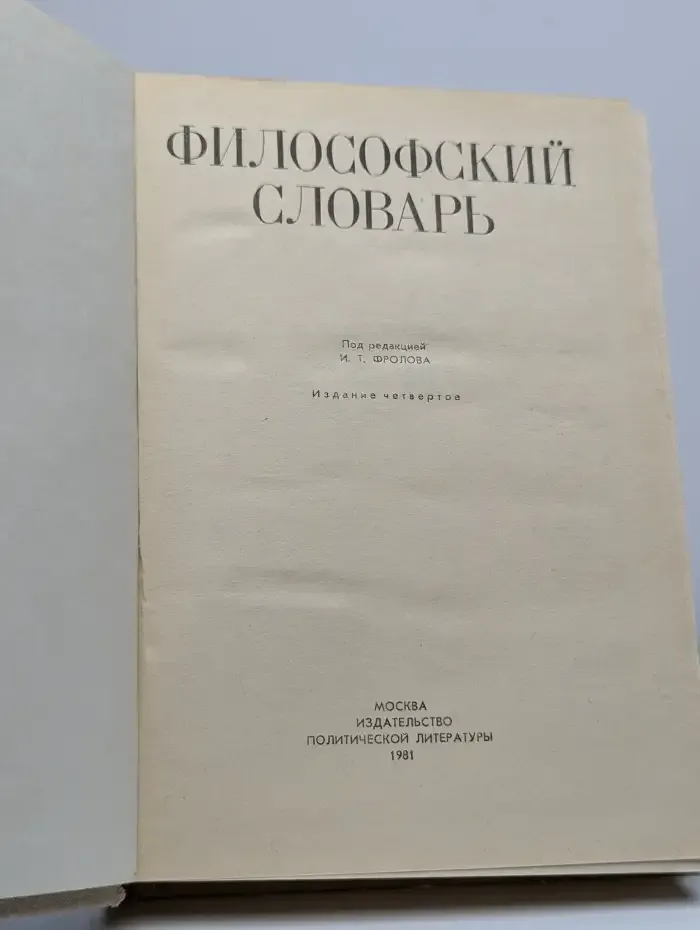 ФИЛОСОФСКИЙ
СЛОВАРЬ
Под редакцией
И. Т. ФРОЛОВА
Издание четвертое
МОСКВА
ИЗДАТЕЛЬСТВО
ПОЛИТИЧЕСКОЙ ЛИТЕРАТУРЫ
1981